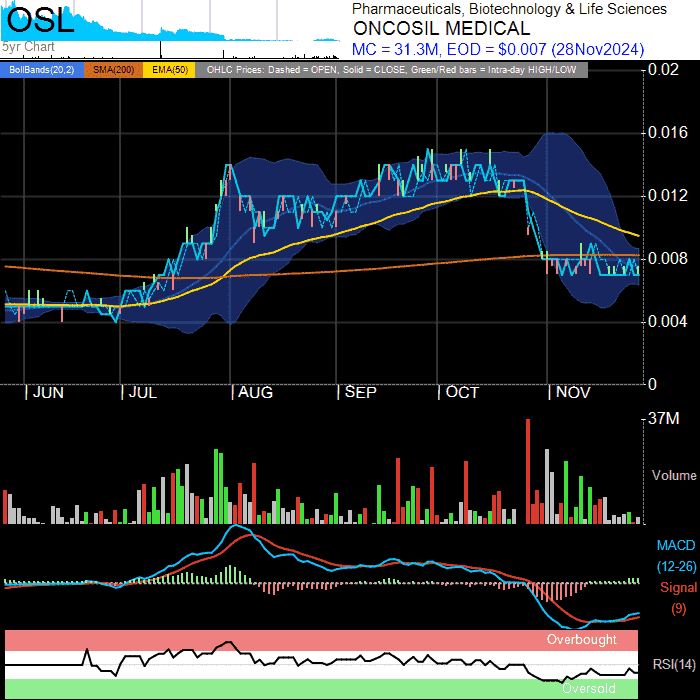 OSL
5yr Chart
Pharmaceuticals, Biotechnology & Life Sciences
ONCOSIL MEDICAL
MC = 31.3M, EOD = $0.007 (28Nov2024)
BollBands(20,2) SMA(200) EMA(50) OHLC Prices: Dashed = OPEN, Solid = CLOSE, Green/Red bars = Intra-day HIGH/LOW
0.02
0.016
0.012
0.008
0.004
0
JUN JUL AUG SEP OCT NOV
37M
Volume
MACD
(12-26)
Signal
(9)
Overbought
RSI(14)
Oversold